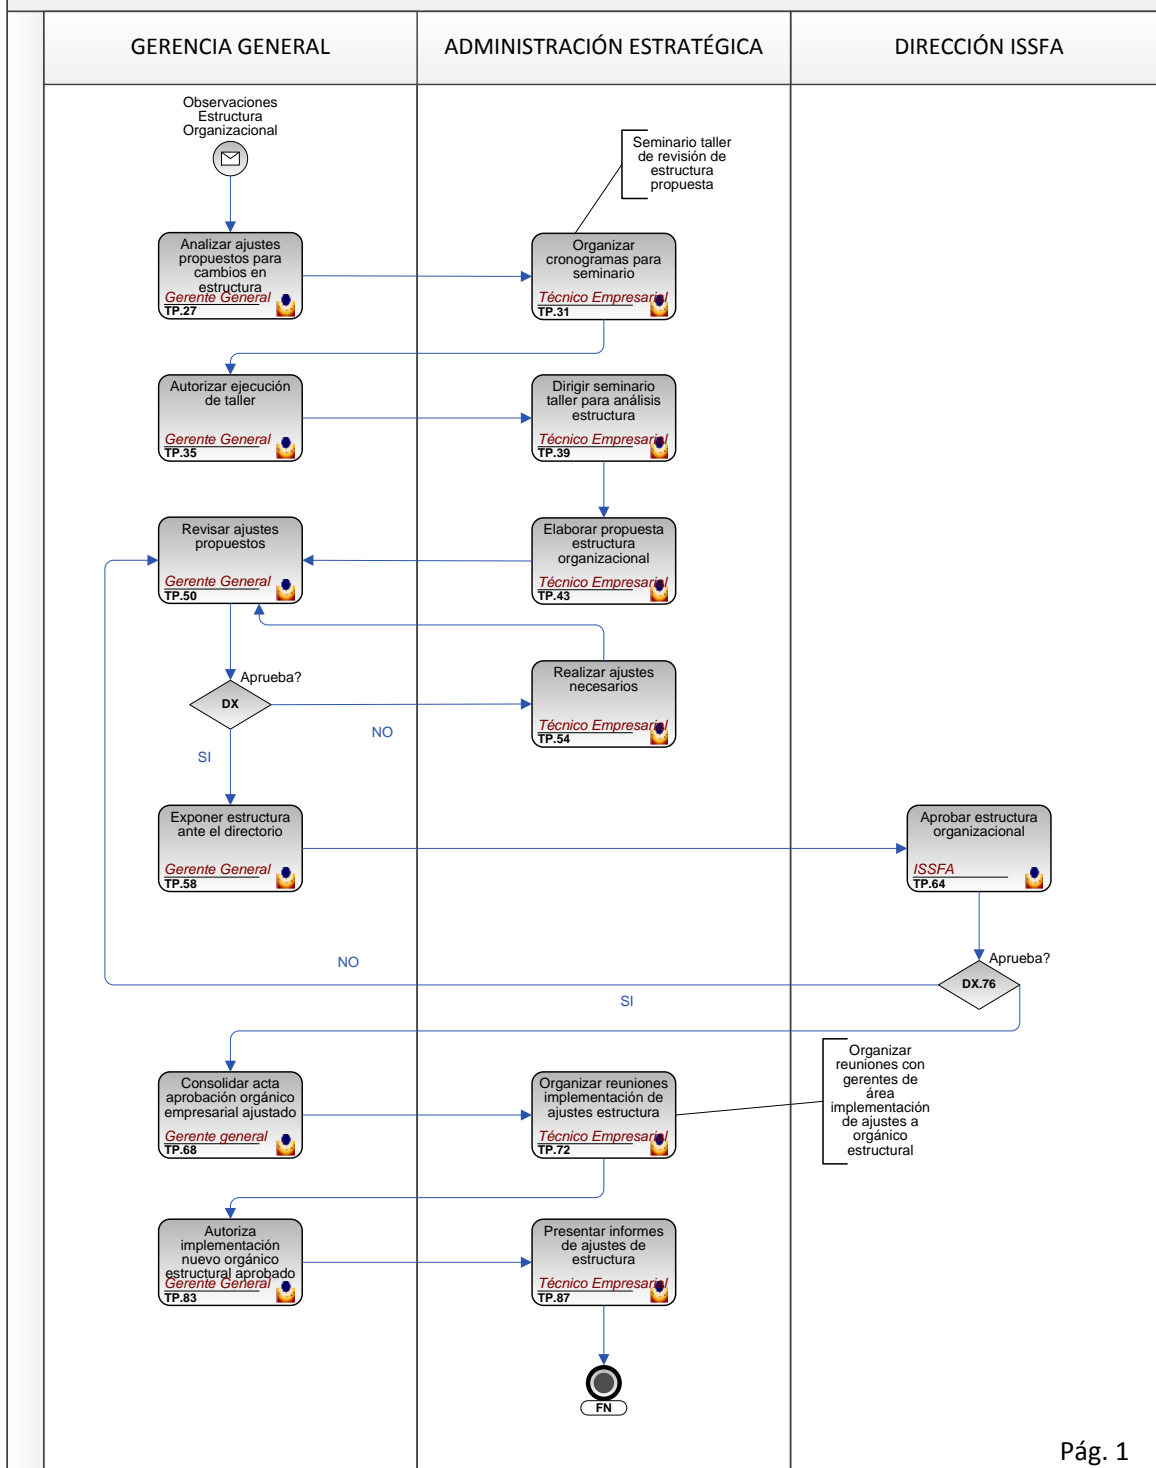 GERENCIA GENERAL
ADMINISTRACIÓN ESTRATÉGICA
DIRECCIÓN ISSFA
Observaciones
Estructura
Organizacional
Seminario taller
de revisión de
estructura
propuesta
Analizar ajustes
propuestos para
cambios en
estructura
Gerente General
TP.27
Organizar
cronogramas para
seminario
Técnico Empresarial
TP.31
Autorizar ejecución
de taller
Gerente General
TP.35
Dirigir seminario
taller para análisis
estructura
Técnico Empresarial
TP.39
Revisar ajustes
propuestos
Gerente General
TP.50
Elaborar propuesta
estructura
organizacional
Técnico Empresarial
TP.43
Aprueba?
DX
NO
SI
Realizar ajustes
necesarios
Técnico Empresarial
TP.54
Exponer estructura
ante el directorio
Gerente General
TP.58
Aprobar estructura
organizacional
ISSFA
TP.64
Aprueba?
DX.76
NO
SI
Consolidar acta
aprobación orgánico
empresarial ajustado
Gerente general
TP.68
Organizar reuniones
implementación de
ajustes estructura
Técnico Empresarial
TP.72
Organizar
reuniones con
gerentes de
área
implementación
de ajustes a
orgánico
estructural
Autoriza
implementación
nuevo orgánico
estructural aprobado
Gerente General
TP.83
Presentar informes
de ajustes de
estructura
Técnico Empresarial
TP.87
FN
Pág. 1